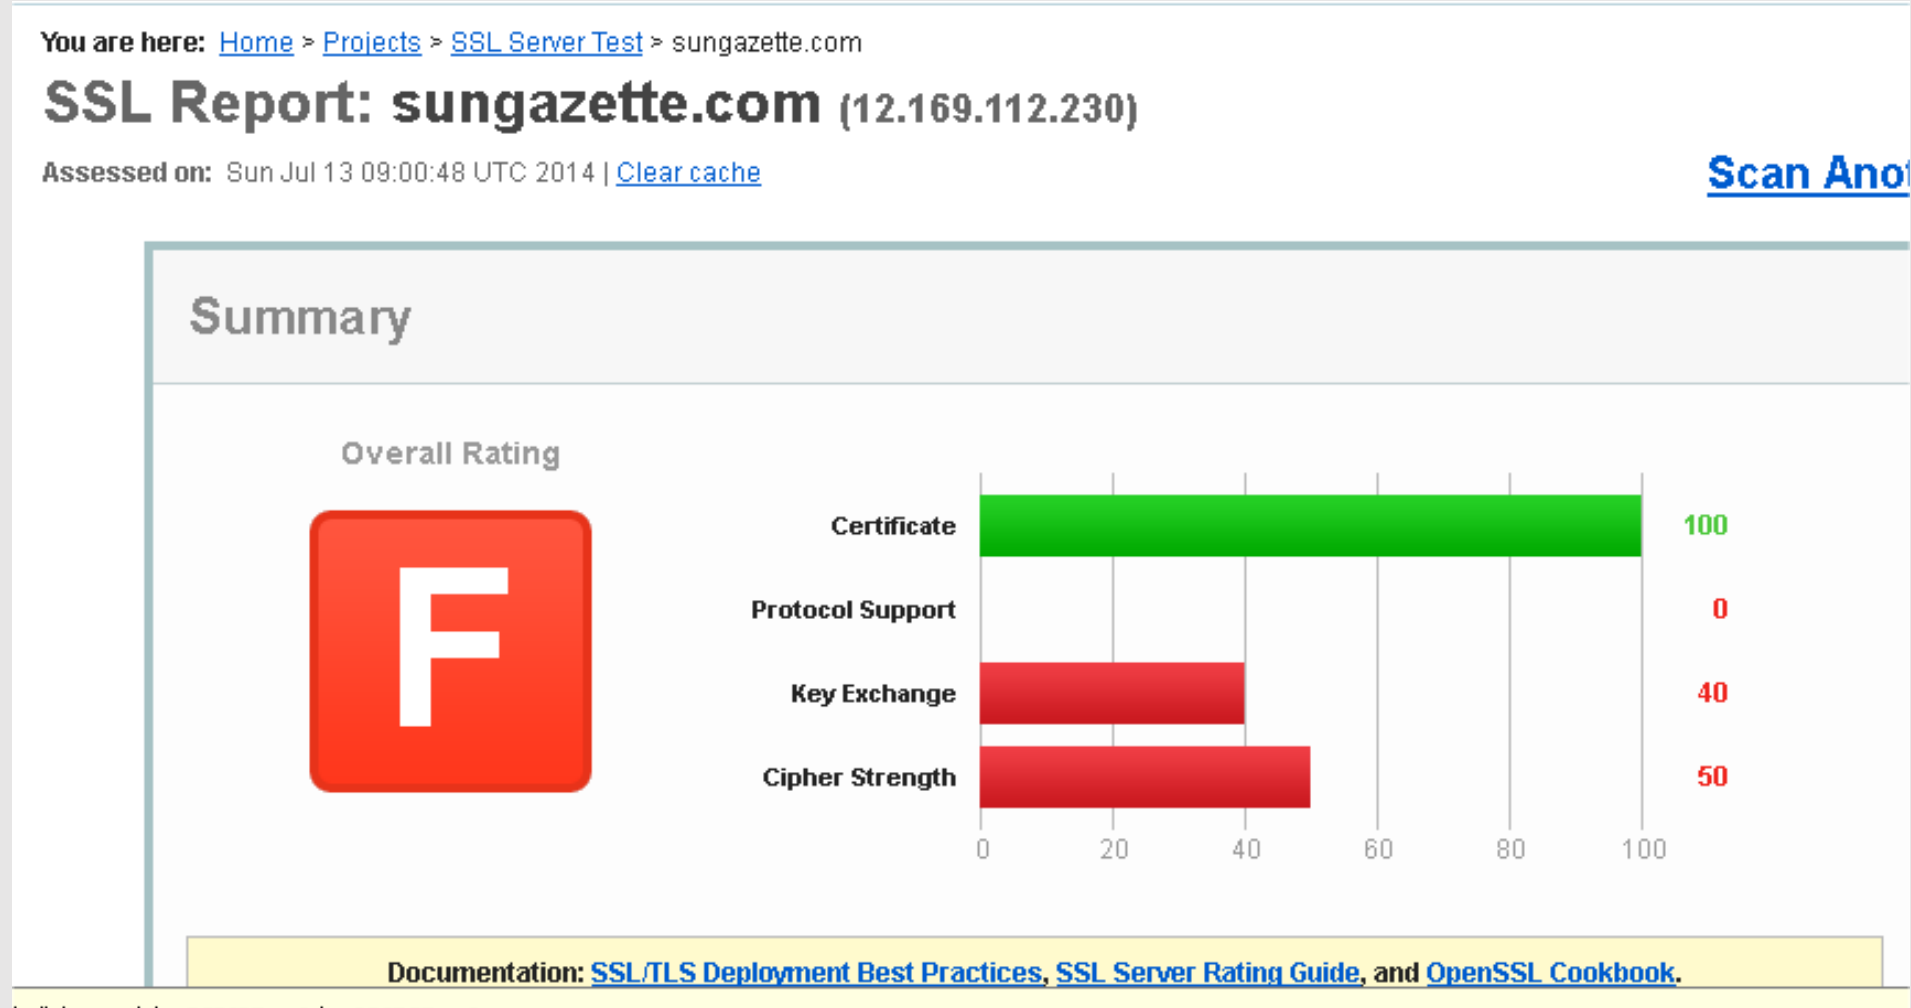 You are here: Home > Projects > SSL Server Test > sungazette.com
SSL Report: sungazette.com (12.169.112.230)
Assessed on: Sun Jul 13 09:00:48 UTC 2014 | Clear cache
Scan
Summary
Overall Rating
F
Certificate 100
Protocol Support 0
Key Exchange 40
Cipher Strength 50
0 20 40 60 80 100
Documentation: SSL/TLS Deployment Best Practices, SSL Server Rating Guide, and OpenSSL Cookbook.